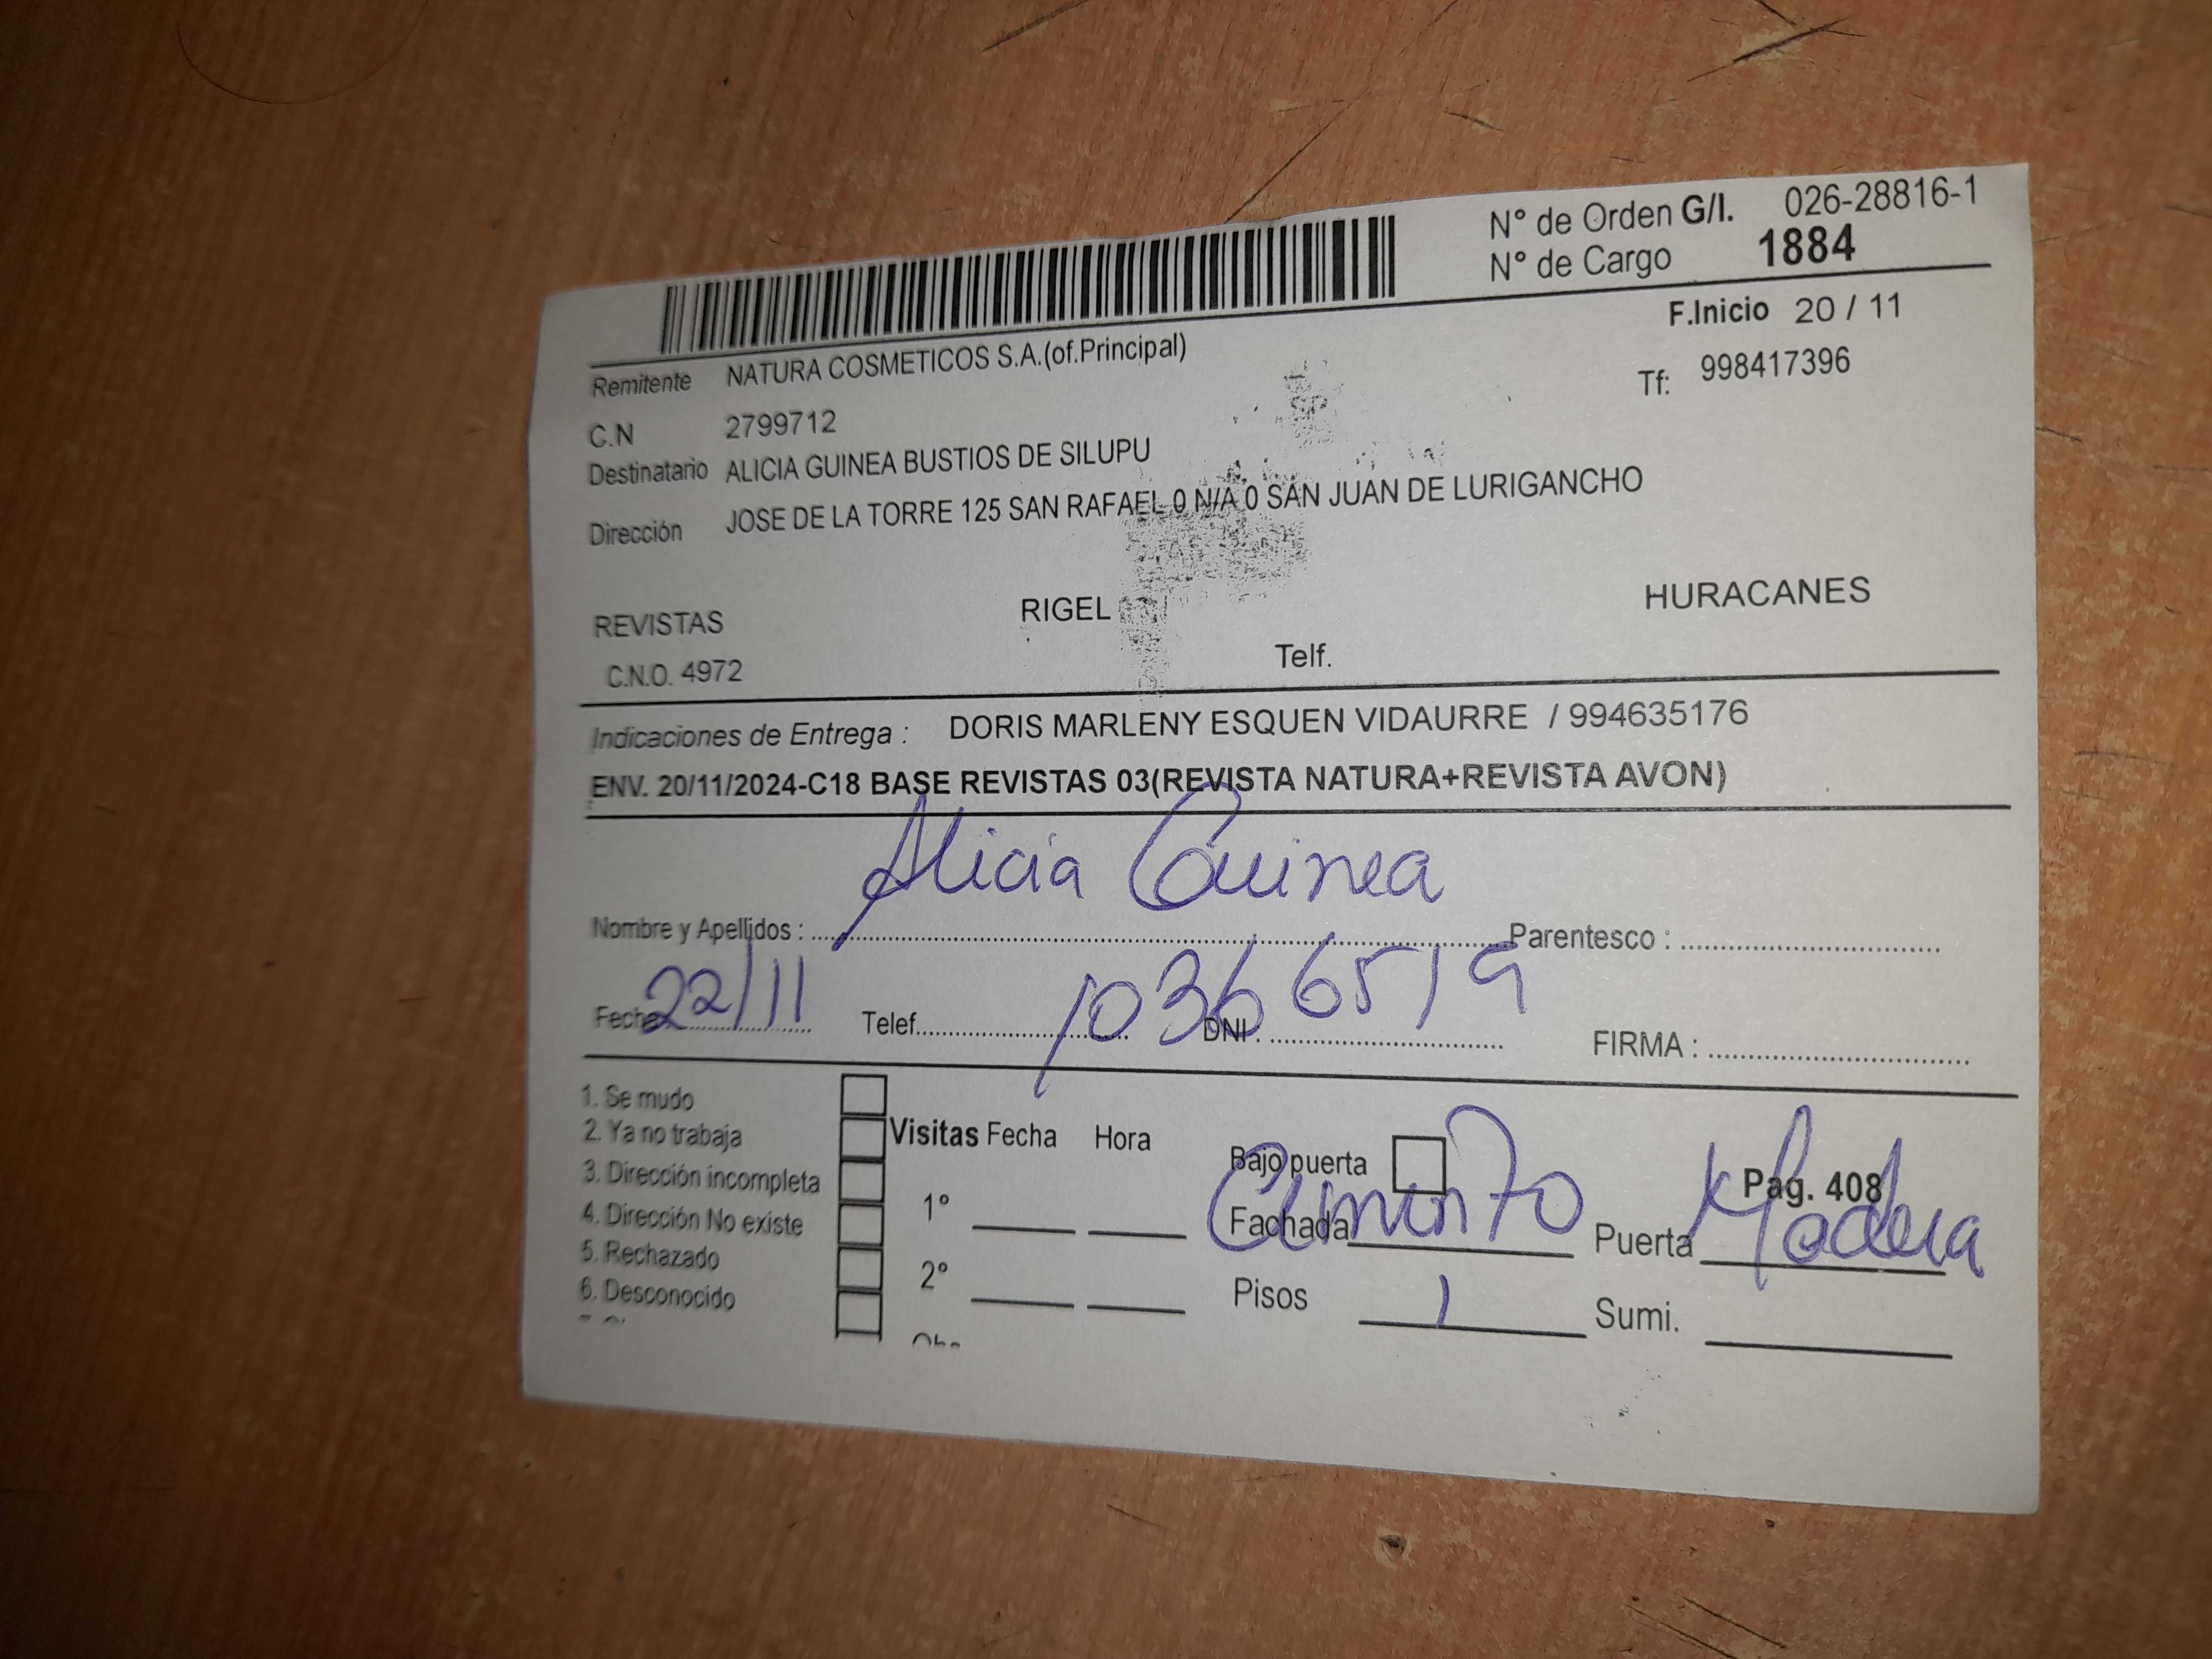 N° de Orden G/I. 026-28816-1
N° de Cargo 1884
F.Inicio 20 / 11
Remitente NATURA COSMETICOS S.A.(of.Principal)
Tf: 998417396
C.N 2799712
Destinatario ALICIA GUINEA BUSTIOS DE SILUPU
Dirección JOSE DE LA TORRE 125 SAN RAFAEL 0 N/A 0 SAN JUAN DE LURIGANCHO
REVISTAS RIGEL HURACANES
C.N.O. 4972 Telf.
Indicaciones de Entrega : DORIS MARLENY ESQUEN VIDAURRE / 994635176
ENV. 20/11/2024-C18 BASE REVISTAS 03(REVISTA NATURA+REVISTA AVON)
Alicia Guinea
Nombre y Apellidos : Parentesco :
Fecha 22/11 Telef. DNI : 10366519 FIRMA :
1. Se mudo
2. Ya no trabaja Visitas Fecha Hora
3. Dirección incompleta Bajo puerta Pag. 408
4. Dirección No existe 1° Fachada Cemento Puerta Madera
5. Rechazado
6. Desconocido 2° Pisos 1 Sumi.